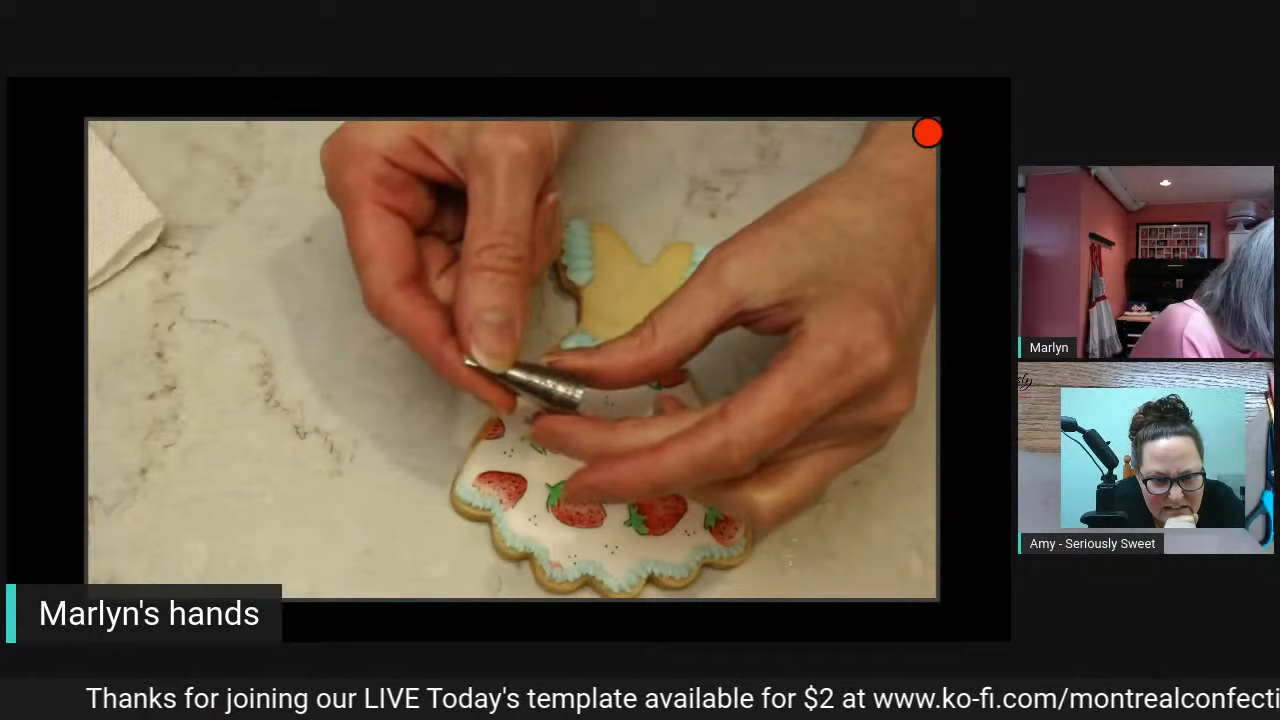 Marlyn
Amy - Seriously Sweet
Marlyn's hands
Thanks for joining our LIVE Today's template available for $2 at www.ko-fi.com/montrealconfecti